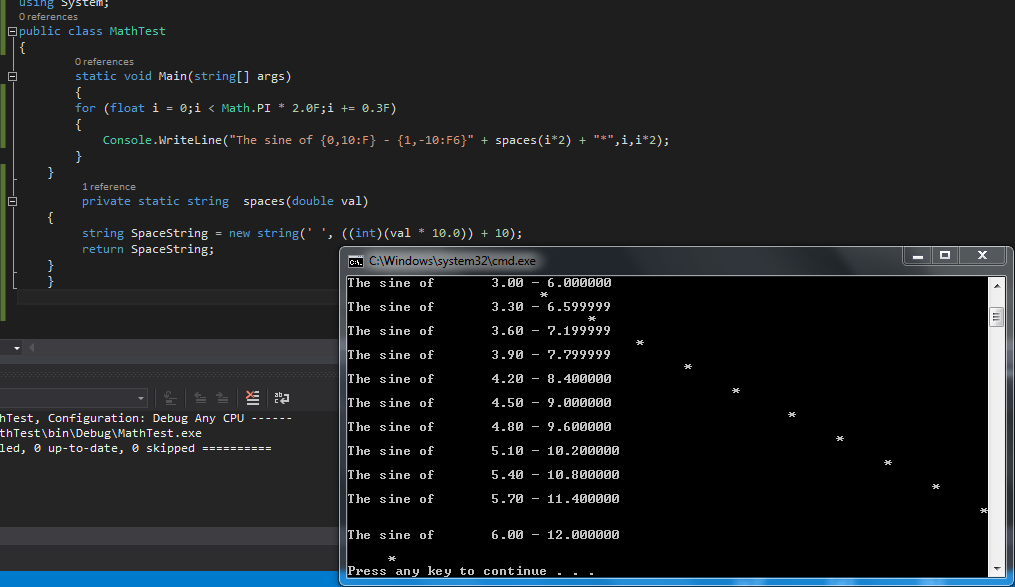 using System;
0 references
public class MathTest
{
0 references
static void Main(string[] args)
{
for (float i = 0;i < Math.PI * 2.0F;i += 0.3F)
{
Console.WriteLine("The sine of {0,10:F} - {1,-10:F6}" + spaces(i*2) + "*",i,i*2);
}
}
1 reference
private static string  spaces(double val)
{
string SpaceString = new string(' ', ((int)(val * 10.0)) + 10);
return SpaceString;
}
}
hTest, Configuration: Debug Any CPU ------
thTest\bin\Debug\MathTest.exe
led, 0 up-to-date, 0 skipped ==========
C:\Windows\system32\cmd.exe
The sine of       3.00 - 6.000000
*
The sine of       3.30 - 6.599999
*
The sine of       3.60 - 7.199999
*
The sine of       3.90 - 7.799999
*
The sine of       4.20 - 8.400000
*
The sine of       4.50 - 9.000000
*
The sine of       4.80 - 9.600000
*
The sine of       5.10 - 10.200000
*
The sine of       5.40 - 10.800000
*
The sine of       5.70 - 11.400000
*
The sine of       6.00 - 12.000000
*
Press any key to continue . . .